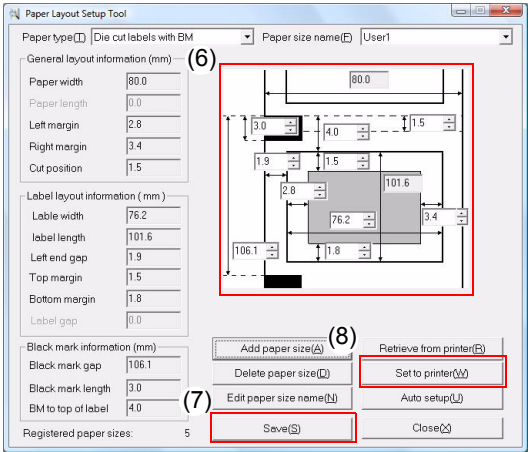 Paper Layout Setup Tool
Paper type(T) Die cut labels with BM Paper size name(F) User1
General layout information (mm) (6)
Paper width 80.0
Paper length 0.0
Left margin 2.8
Right margin 3.4
Cut position 1.5
Label layout information ( mm )
Lable width 76.2
label length 101.6
Left end gap 1.9
Top margin 1.5
Bottom margin 1.8
Label gap 0.0
Black mark information (mm)
Black mark gap 106.1
Black mark length 3.0
BM to top of label 4.0
Registered paper sizes: 5
80.0
3.0 4.0 1.5
1.9 1.5
2.8 101.6
76.2 3.4
106.1 1.8
(8)
Add paper size(A) Retrieve from printer(R)
Delete paper size(D) Set to printer(W)
(7) Edit paper size name(N) Auto setup(U)
Save(S) Close(X)